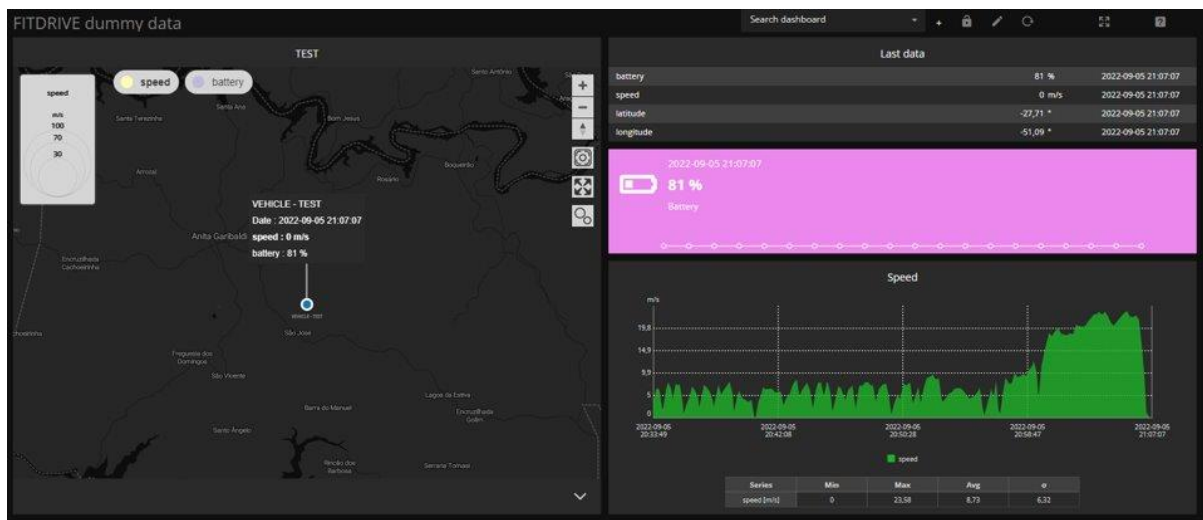 FITDRIVE dummy data
Search dashboard
TEST
speed
battery
speed
m/s
100
70
30
Santa Terezinha
Santa Ana
Bom Jesus
Santo Antônio
Boqueirão
Rosário
VEHICLE - TEST
Date : 2022-09-05 21:07:07
speed : 0 m/s
battery : 81 %
Anita Garibaldi
Encruzilhada
Cachoeirinha
VEHICLE - TEST
São José
Freguesia dos
Domingos
São Vicente
Barra do Manuel
Lagoa da Estiva
Encruzilhada
Santo Ângelo
Rincão dos
Barbosa
Serraria Tomasi
Last data
battery 81 % 2022-09-05 21:07:07
speed 0 m/s 2022-09-05 21:07:07
latitude -27,71 ° 2022-09-05 21:07:07
longitude -51,09 ° 2022-09-05 21:07:07
2022-09-05 21:07:07
81 %
Battery
Speed
m/s
19,8
14,9
9,9
5
0
2022-09-05 2022-09-05 2022-09-05 2022-09-05 2022-09-05
20:33:49 20:42:08 20:50:28 20:58:47 21:07:07
speed
Series Min Max Avg σ
speed [m/s] 0 23,58 8,73 6,32